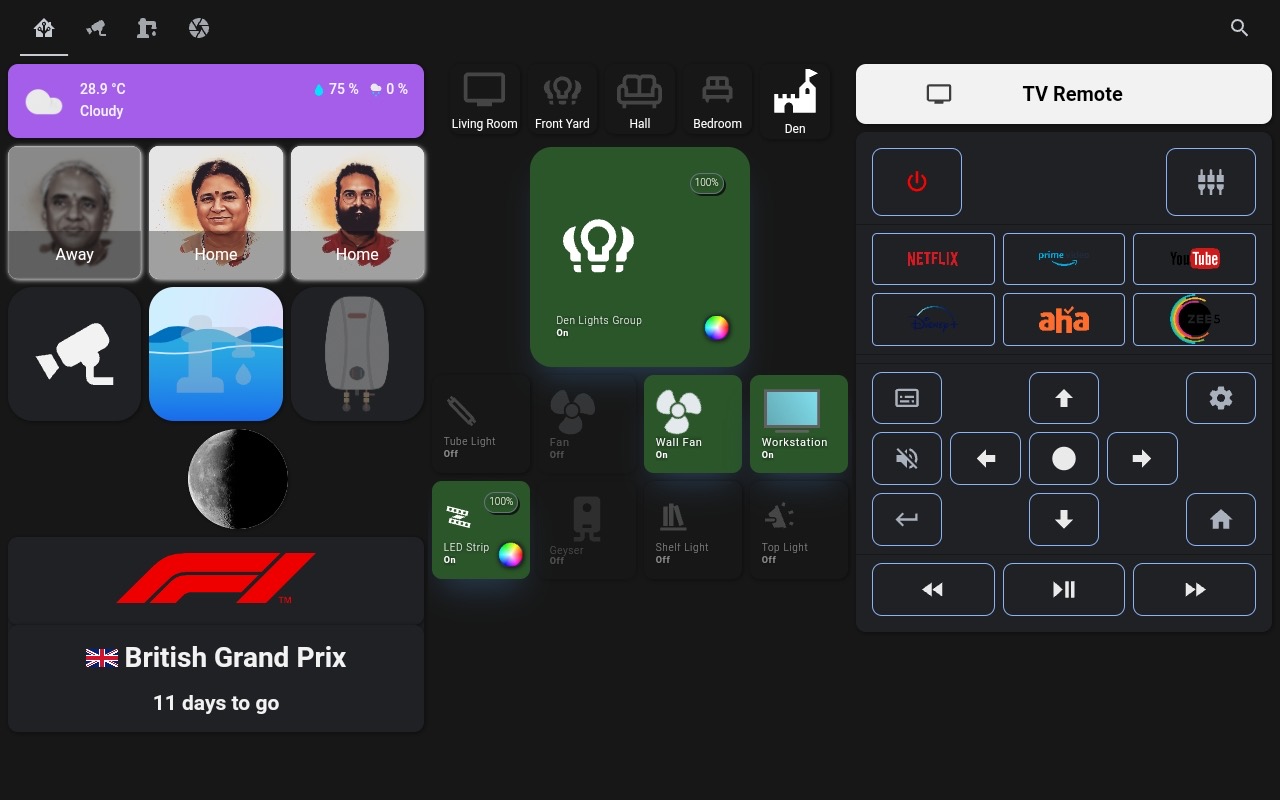 28.9 °C
75 %
0 %
Cloudy
Away
Home
Home
TM
British Grand Prix
11 days to go
Living Room
Front Yard
Hall
Bedroom
Den
100%
Den Lights Group
On
Tube Light
Off
Fan
Off
Wall Fan
On
Workstation
On
100%
LED Strip
On
Geyser
Off
Shelf Light
Off
Top Light
Off
TV Remote
NETFLIX
prime
YouTube
Disney+
aha
ZEE5